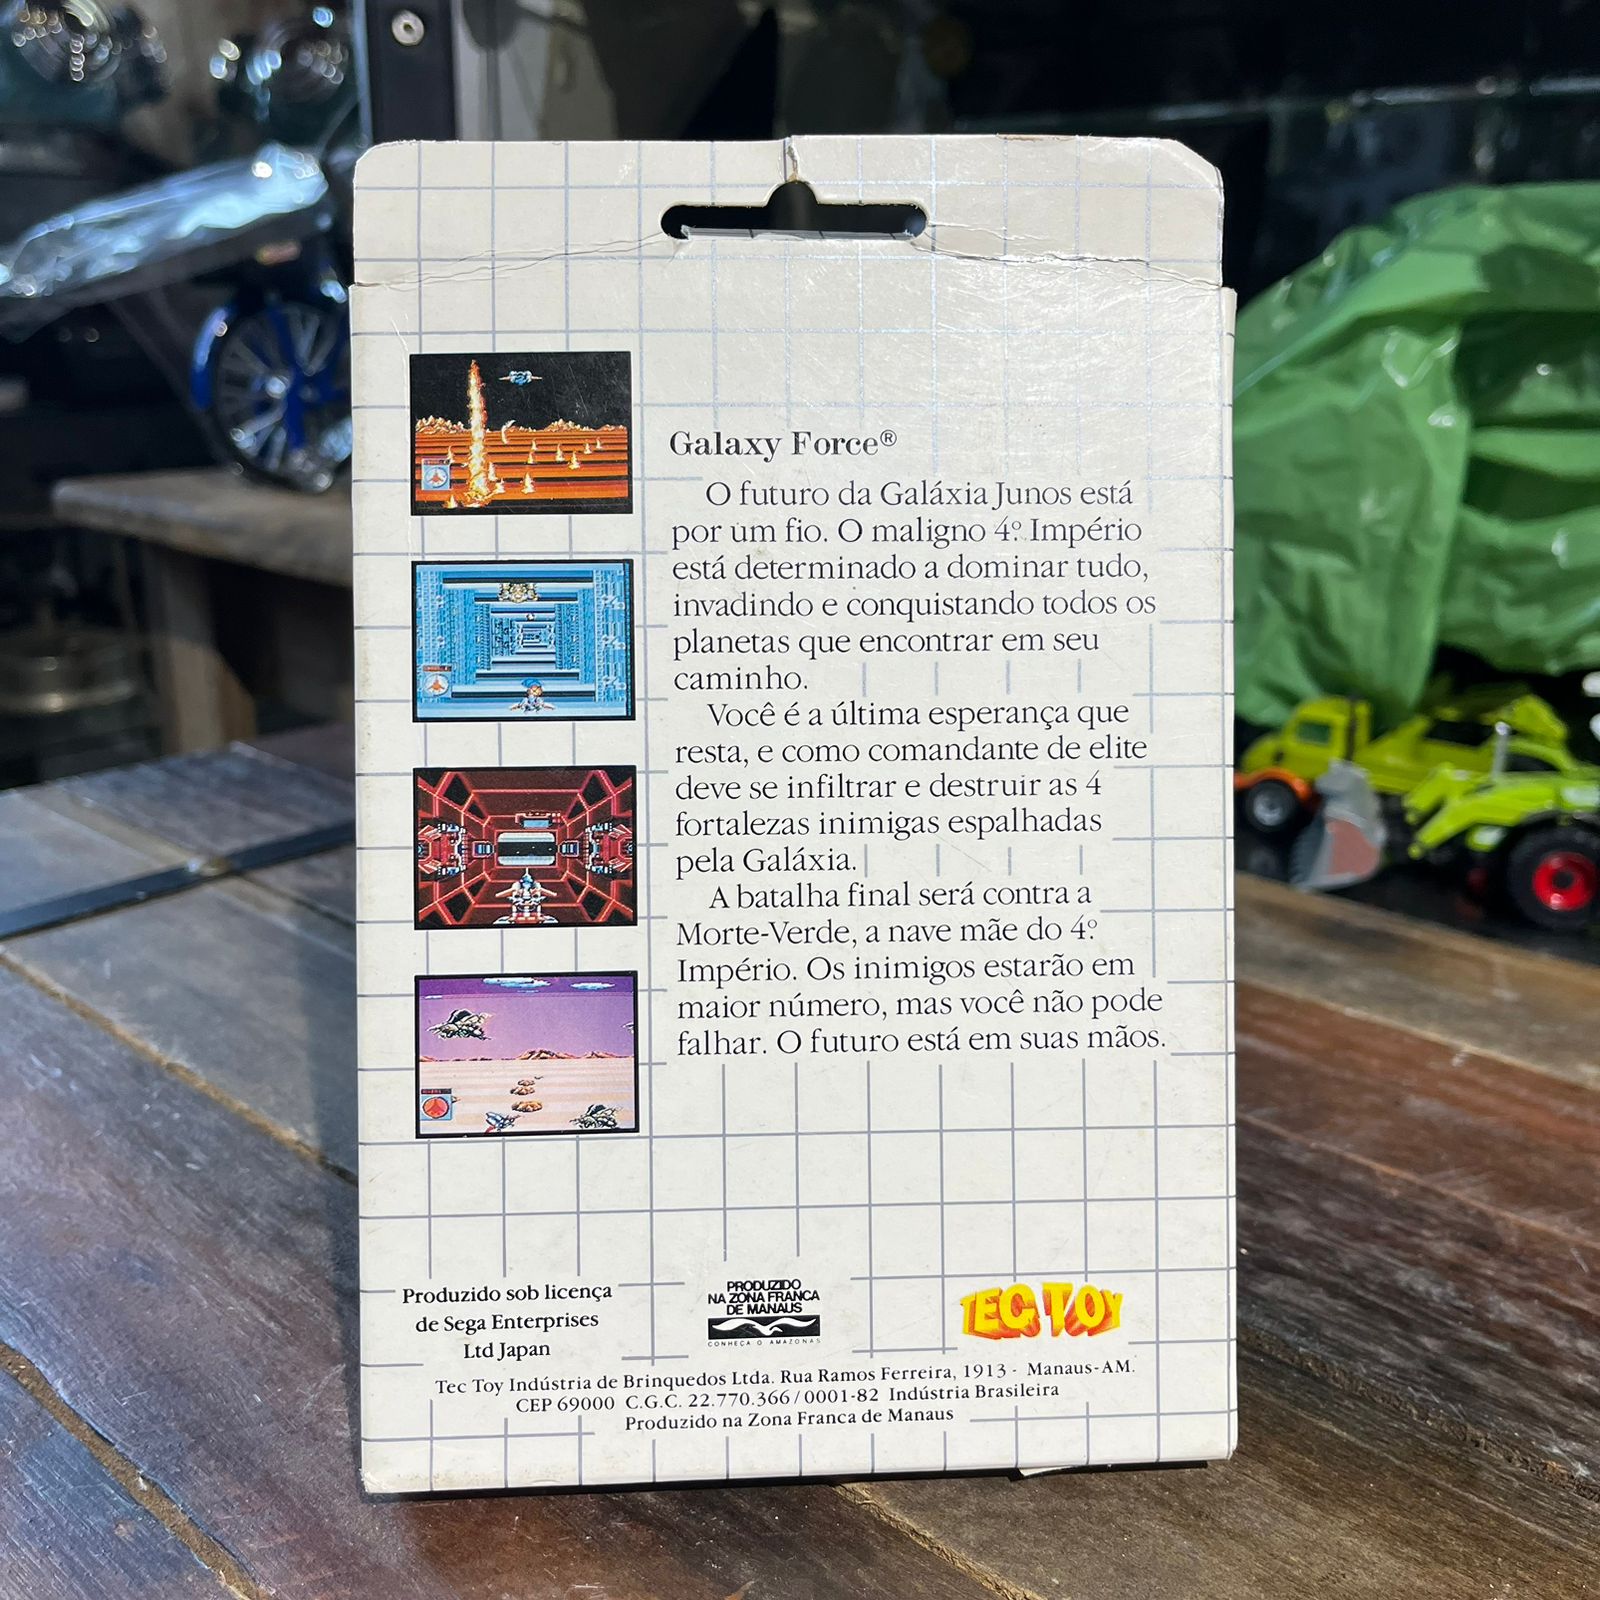 Galaxy Force®
O futuro da Galáxia Junos está
por um fio. O maligno 4º Império
está determinado a dominar tudo,
invadindo e conquistando todos os
planetas que encontrar em seu
caminho.
Você é a última esperança que
resta, e como comandante de elite
deve se infiltrar e destruir as 4
fortalezas inimigas espalhadas
pela Galáxia.
A batalha final será contra a
Morte-Verde, a nave mãe do 4º
Império. Os inimigos estarão em
maior número, mas você não pode
falhar. O futuro está em suas mãos.
Produzido sob licença
de Sega Enterprises
Ltd Japan
PRODUZIDO
NA ZONA FRANCA
DE MANAUS
CONHEÇA O AMAZONAS
TEC TOY
Tec Toy Indústria de Brinquedos Ltda. Rua Ramos Ferreira, 1913 - Manaus-AM.
CEP 69000 C.G.C. 22.770.366/0001-82 Indústria Brasileira
Produzido na Zona Franca de Manaus